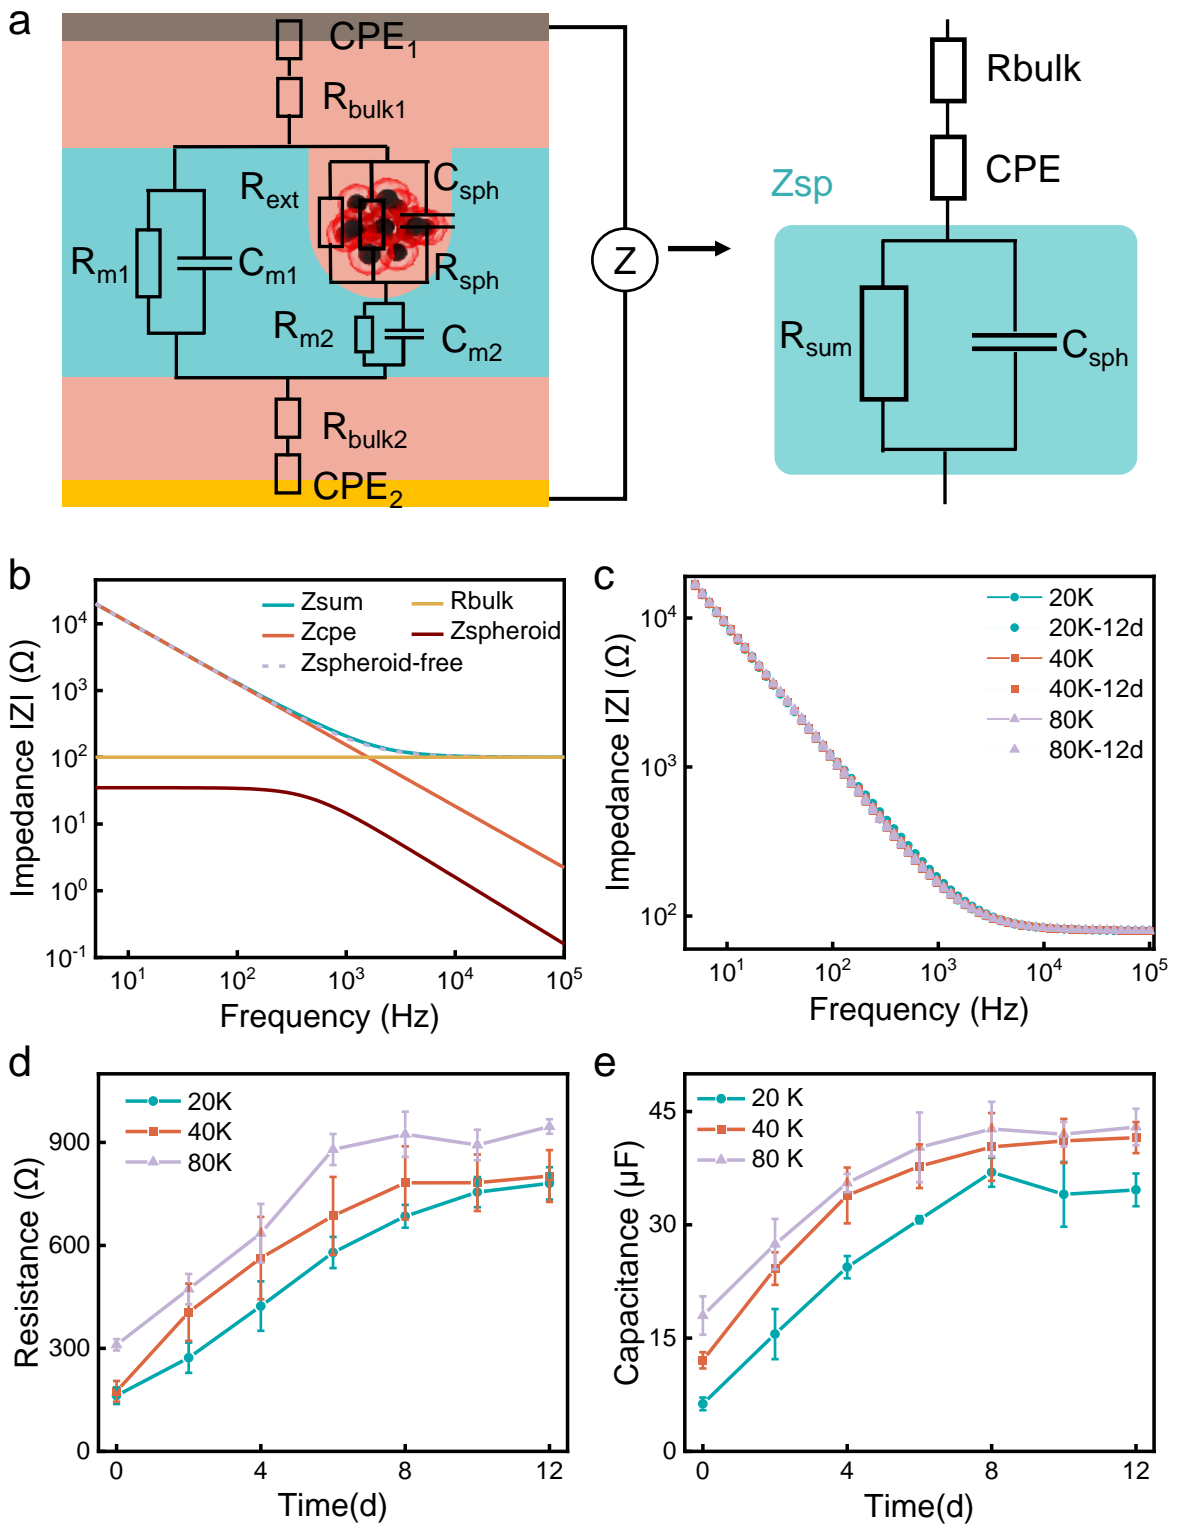 a
CPE1
Rbulk1
Rext
Csph
Rm1
Cm1
Rsph
Rm2
Cm2
Rbulk2
CPE2
Z
Rbulk
CPE
Zsp
Rsum
Csph
b
Zsum
Rbulk
Zcpe
Zspheroid
Zspheroid-free
Impedance IZI (Ω)
10^4
10^3
10^2
10^1
10^0
10^-1
10^1 10^2 10^3 10^4 10^5
Frequency (Hz)
c
20K
20K-12d
40K
40K-12d
80K
80K-12d
Impedance IZI (Ω)
10^4
10^3
10^2
10^1 10^2 10^3 10^4 10^5
Frequency (Hz)
d
20K
40K
80K
Resistance (Ω)
900
600
300
0
0 4 8 12
Time(d)
e
20 K
40 K
80 K
Capacitance (μF)
45
30
15
0
0 4 8 12
Time(d)